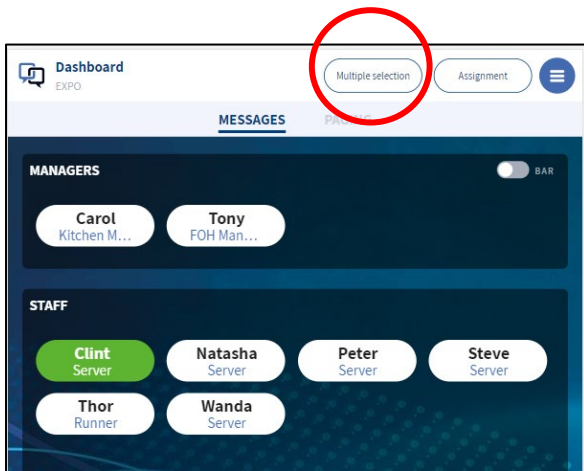 Dashboard
EXPO
Multiple selection
Assignment
MESSAGES
PAGING
MANAGERS
BAR
Carol
Kitchen M...
Tony
FOH Man...
STAFF
Clint
Server
Natasha
Server
Peter
Server
Steve
Server
Thor
Runner
Wanda
Server